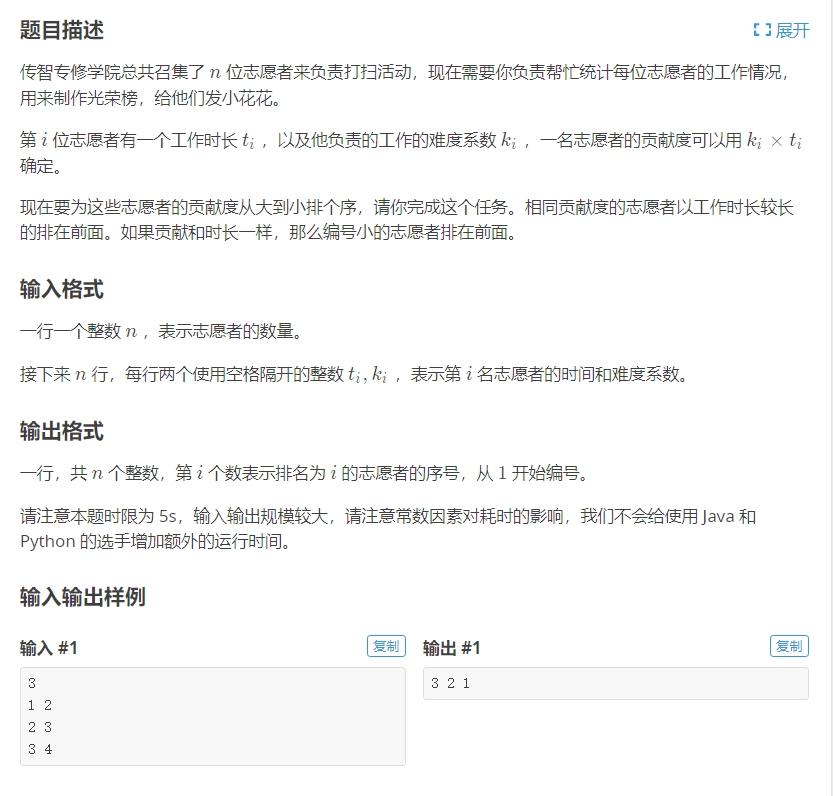 题目描述
展开
传智专修学院总共召集了 n 位志愿者来负责打扫活动，现在需要你负责帮忙统计每位志愿者的工作情况，
用来制作光荣榜，给他们发小花花。
第 i 位志愿者有一个工作时长 tᵢ ，以及他负责的工作的难度系数 kᵢ ，一名志愿者的贡献度可以用 kᵢ × tᵢ
确定。
现在要为这些志愿者的贡献度从大到小排个序，请你完成这个任务。相同贡献度的志愿者以工作时长较长
的排在前面。如果贡献和时长一样，那么编号小的志愿者排在前面。
输入格式
一行一个整数 n ，表示志愿者的数量。
接下来 n 行，每行两个使用空格隔开的整数 tᵢ, kᵢ ，表示第 i 名志愿者的时间和难度系数。
输出格式
一行，共 n 个整数，第 i 个数表示排名为 i 的志愿者的序号，从 1 开始编号。
请注意本题时限为 5s，输入输出规模较大，请注意常数因素对耗时的影响，我们不会给使用 Java 和
Python 的选手增加额外的运行时间。
输入输出样例
输入 #1
复制
3
1 2
2 3
3 4
输出 #1
复制
3 2 1